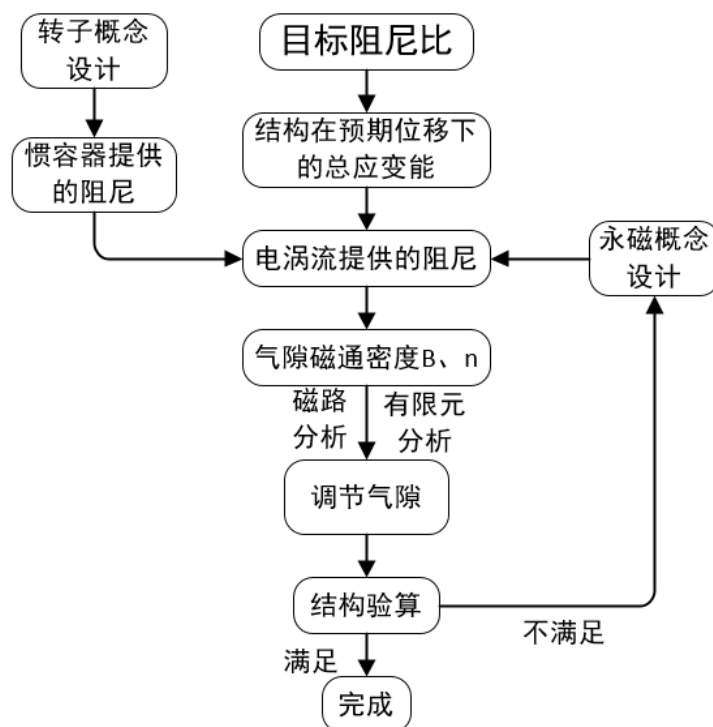 转子概念
设计
目标阻尼比
惯容器提供
的阻尼
结构在预期位移下
的总应变能
电涡流提供的阻尼
永磁概念
设计
气隙磁通密度B、n
磁路
分析
有限元
分析
调节气隙
结构验算
不满足
满足
完成